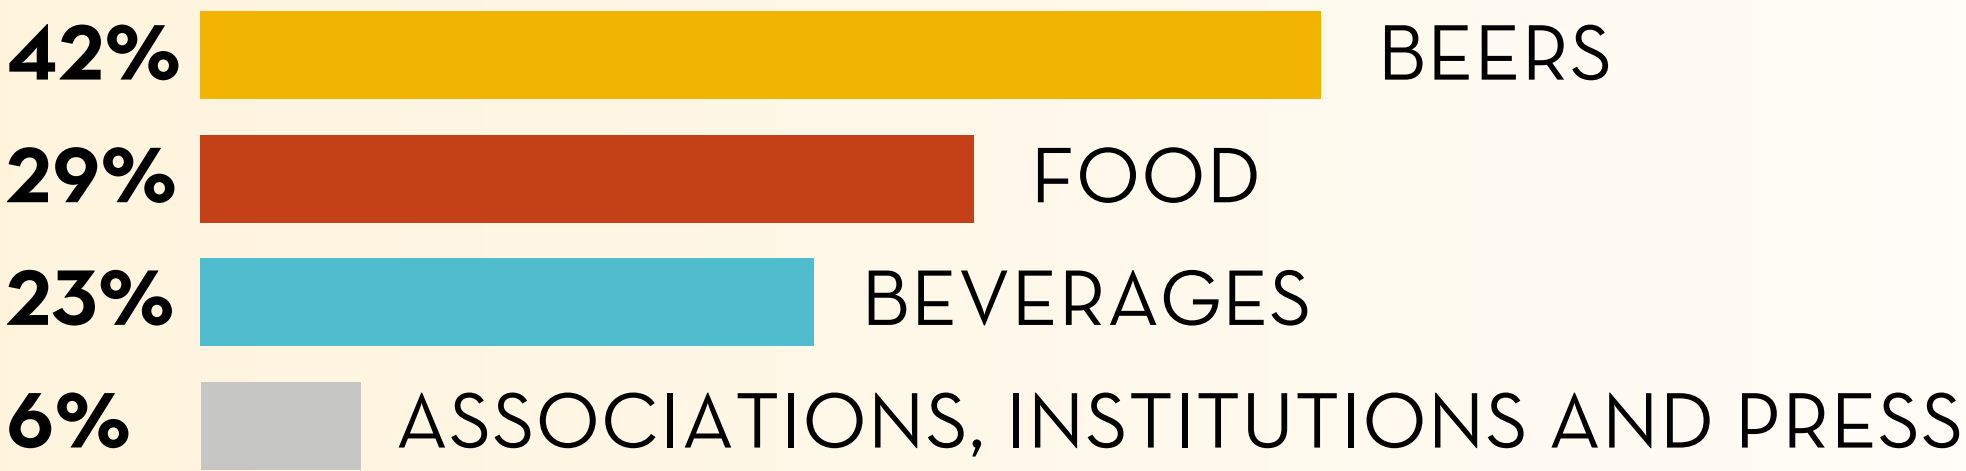 42% BEERS
29% FOOD
23% BEVERAGES
6% ASSOCIATIONS, INSTITUTIONS AND PRESS